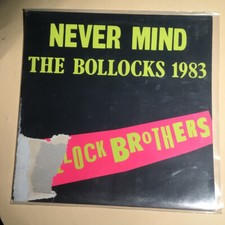 NEVER MIND
THE BOLLOCKS 1983
LOCK BROTHERS